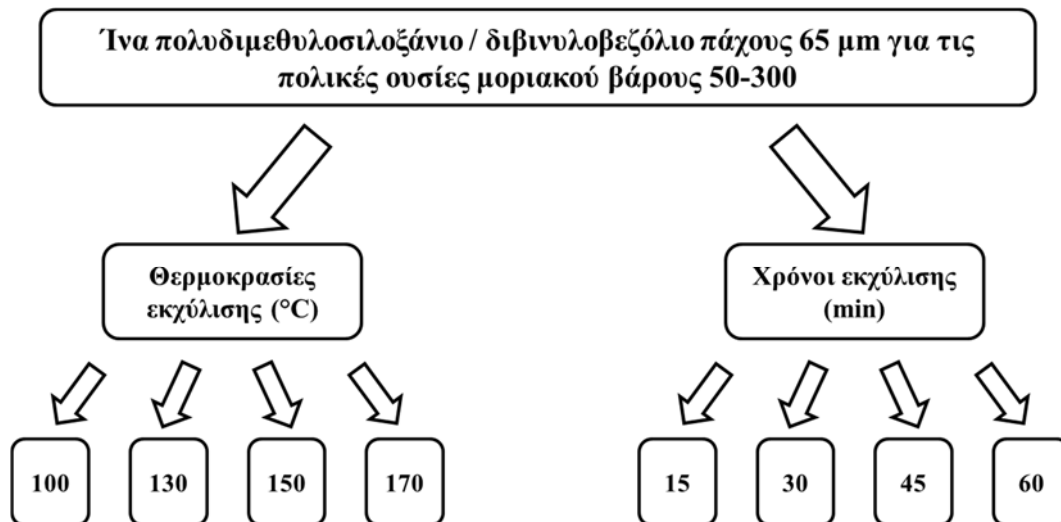 Ίνα πολυδιμεθυλοσιλοξάνιο / διβινυλοβεζόλιο πάχους 65 μm για τις
πολικές ουσίες μοριακού βάρους 50-300
Θερμοκρασίες
εκχύλισης (°C)
Χρόνοι εκχύλισης
(min)
100
130
150
170
15
30
45
60